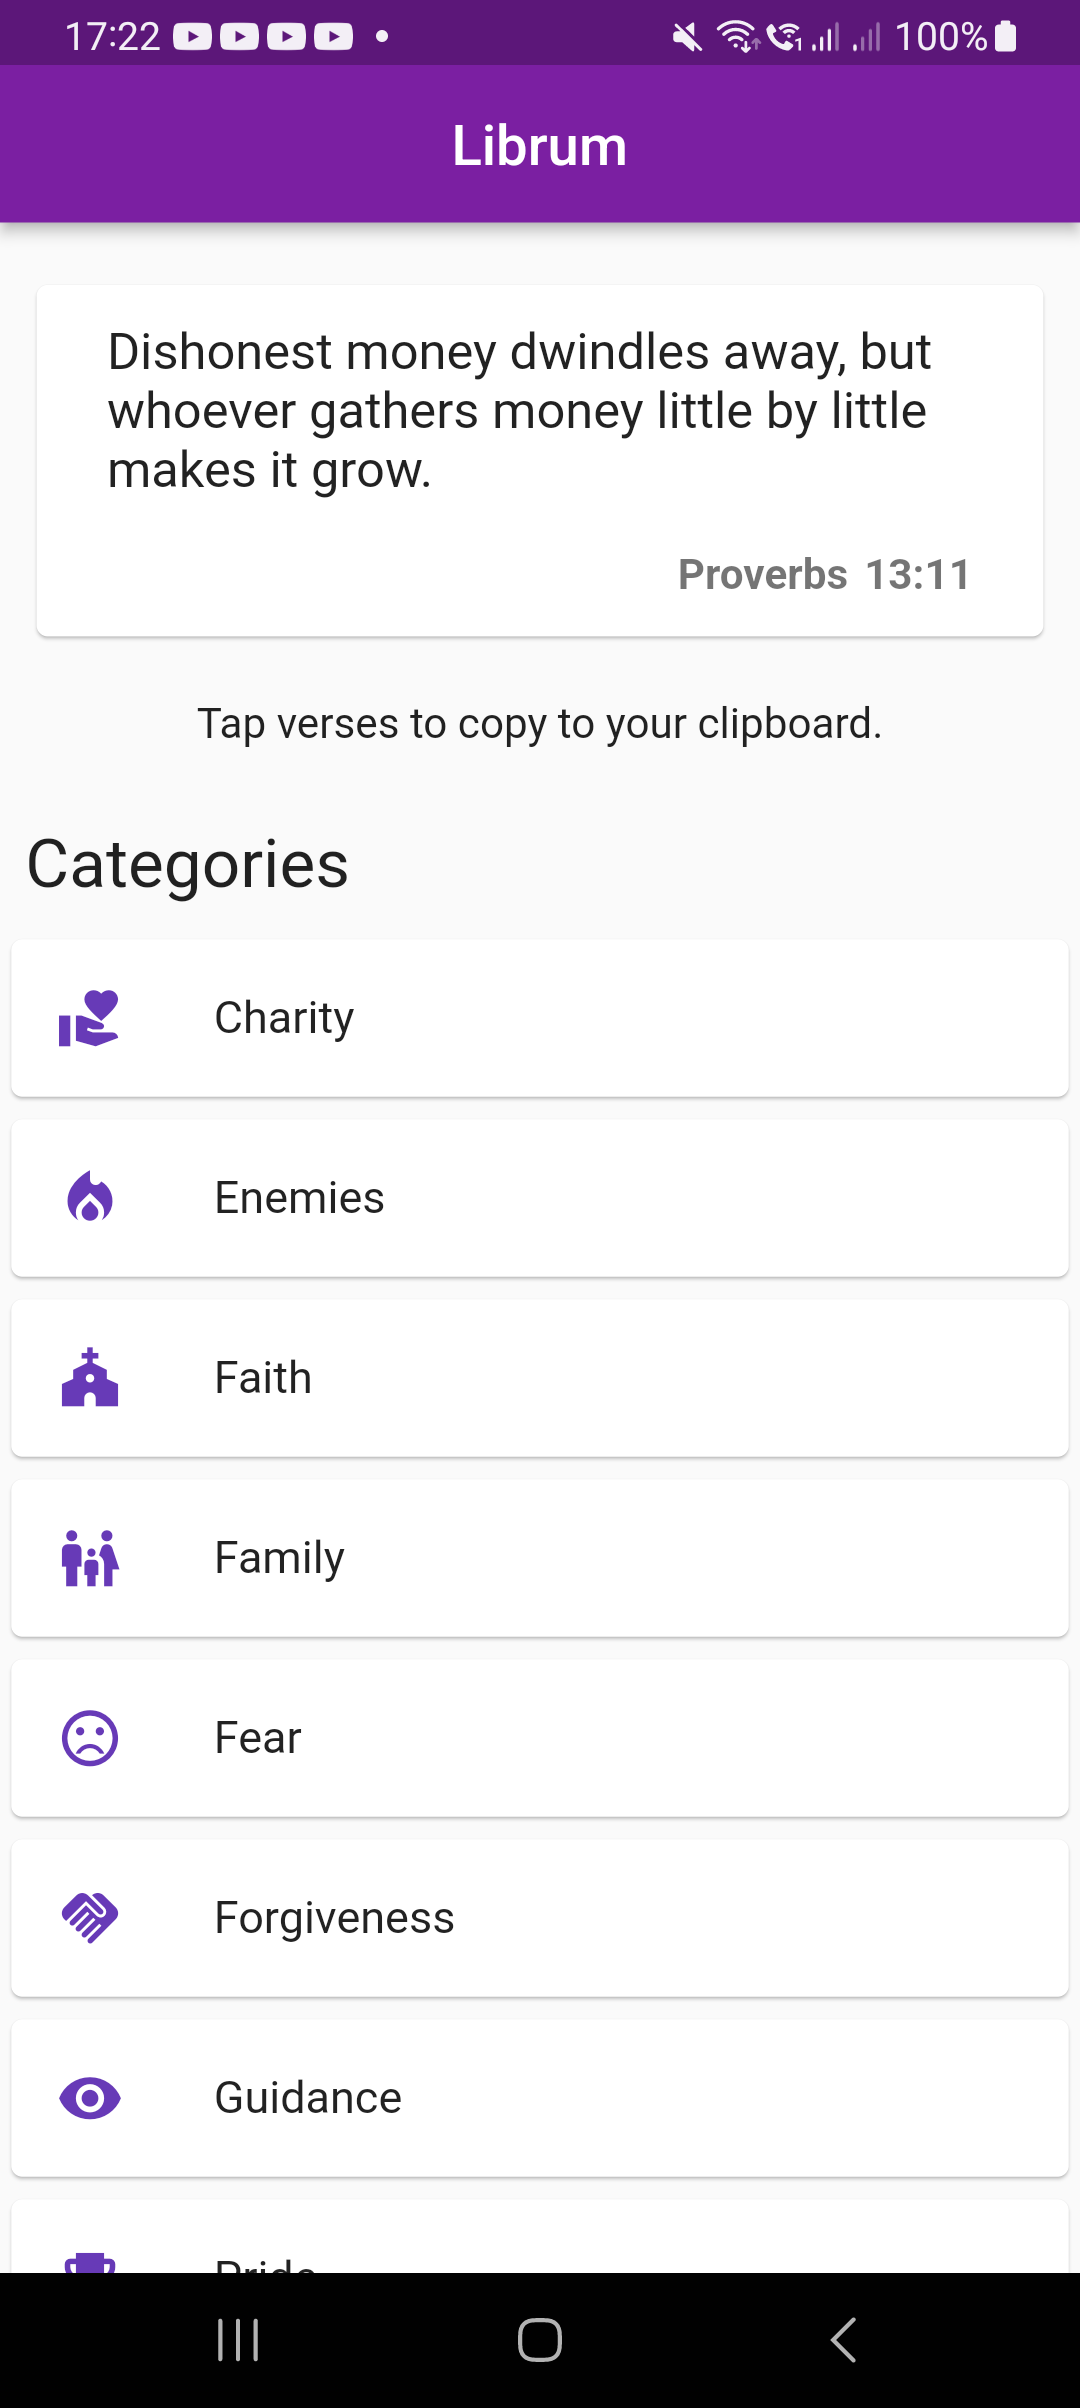 17:22
100%
Librum
Dishonest money dwindles away, but
whoever gathers money little by little
makes it grow.
Proverbs 13:11
Tap verses to copy to your clipboard.
Categories
Charity
Enemies
Faith
Family
Fear
Forgiveness
Guidance
Pride